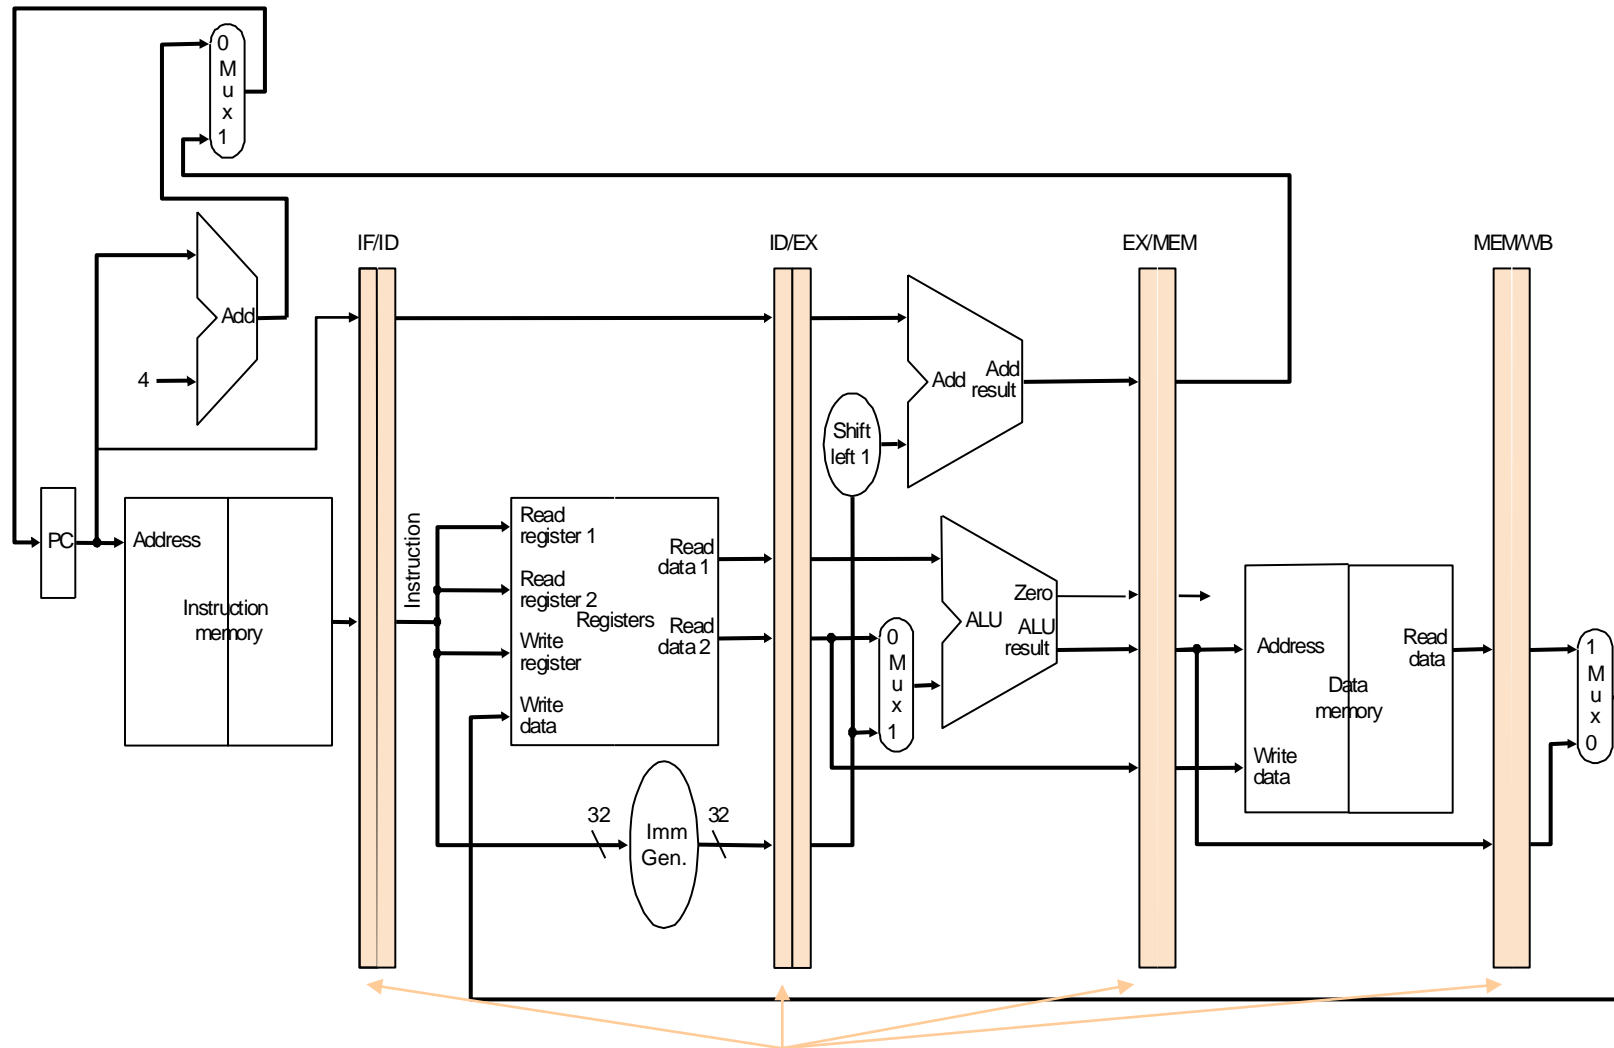 0
M
u
x
1
IF/ID
ID/EX
EX/MEM
MEM/WB
Add
4
Add
Add
result
Shift
left 1
PC
Address
Instruction
memory
Instruction
Read
register 1
Read
register 2
Registers
Write
register
Write
data
Read
data 1
Read
data 2
0
M
u
x
1
Zero
ALU
ALU
result
Address
Read
data
Data
memory
Write
data
1
M
u
x
0
32
Imm
Gen.
32